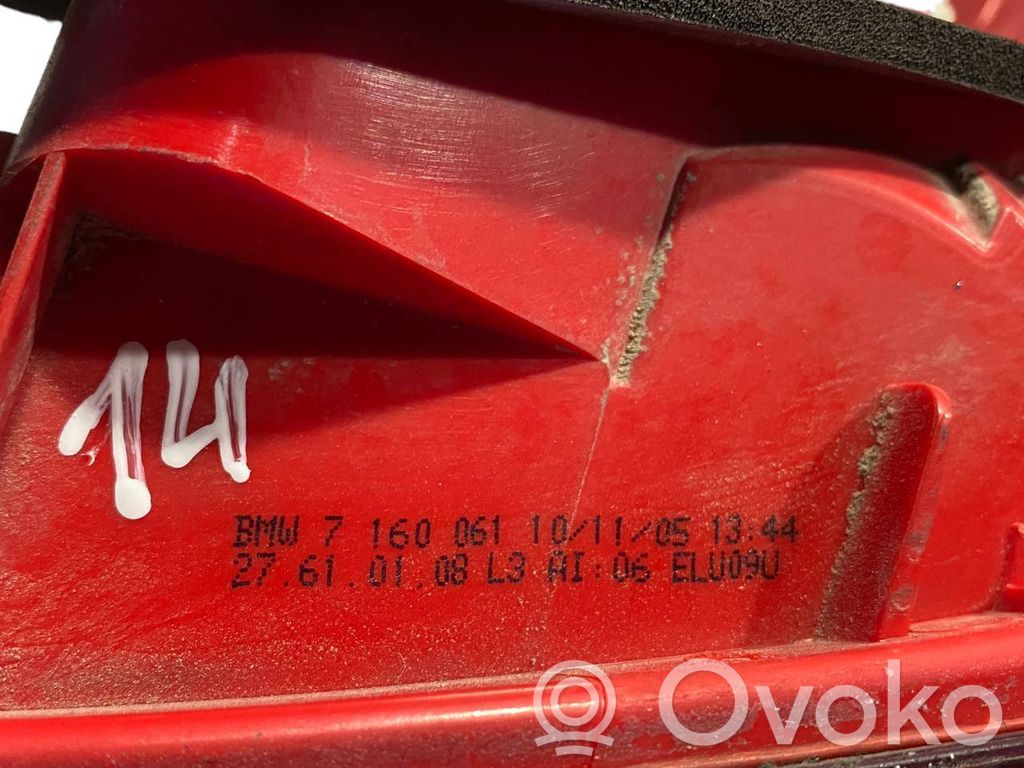 14
BMW 7 160 061 10/11/05 13:44
27.61.01.08 L3 AI:06 ELU09U
Ovoko